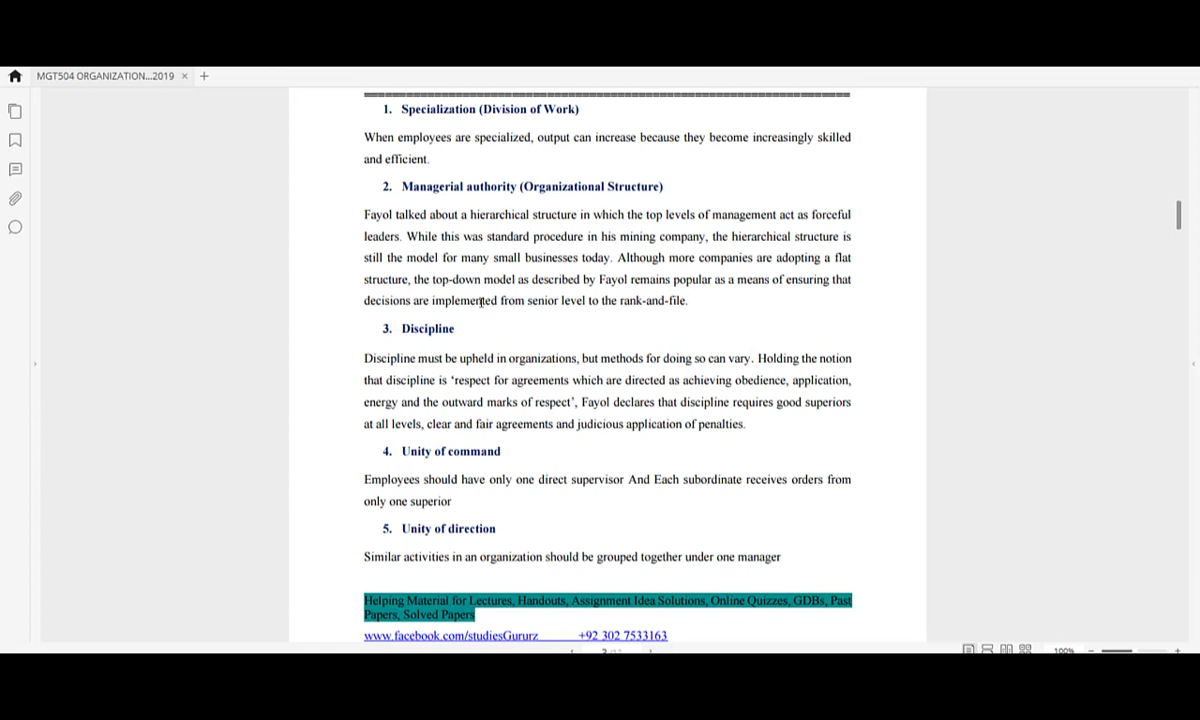 MGT504 ORGANIZATION...2019 × +
1. Specialization (Division of Work)
When employees are specialized, output can increase because they become increasingly skilled
and efficient.
2. Managerial authority (Organizational Structure)
Fayol talked about a hierarchical structure in which the top levels of management act as forceful
leaders. While this was standard procedure in his mining company, the hierarchical structure is
still the model for many small businesses today. Although more companies are adopting a flat
structure, the top-down model as described by Fayol remains popular as a means of ensuring that
decisions are implemented from senior level to the rank-and-file.
3. Discipline
Discipline must be upheld in organizations, but methods for doing so can vary. Holding the notion
that discipline is ‘respect for agreements which are directed as achieving obedience, application,
energy and the outward marks of respect’, Fayol declares that discipline requires good superiors
at all levels, clear and fair agreements and judicious application of penalties.
4. Unity of command
Employees should have only one direct supervisor And Each subordinate receives orders from
only one superior
5. Unity of direction
Similar activities in an organization should be grouped together under one manager
Helping Material for Lectures, Handouts, Assignment Idea Solutions, Online Quizzes, GDBs, Past
Papers, Solved Papers
www.facebook.com/studiesGururz +92 302 7533163
100%